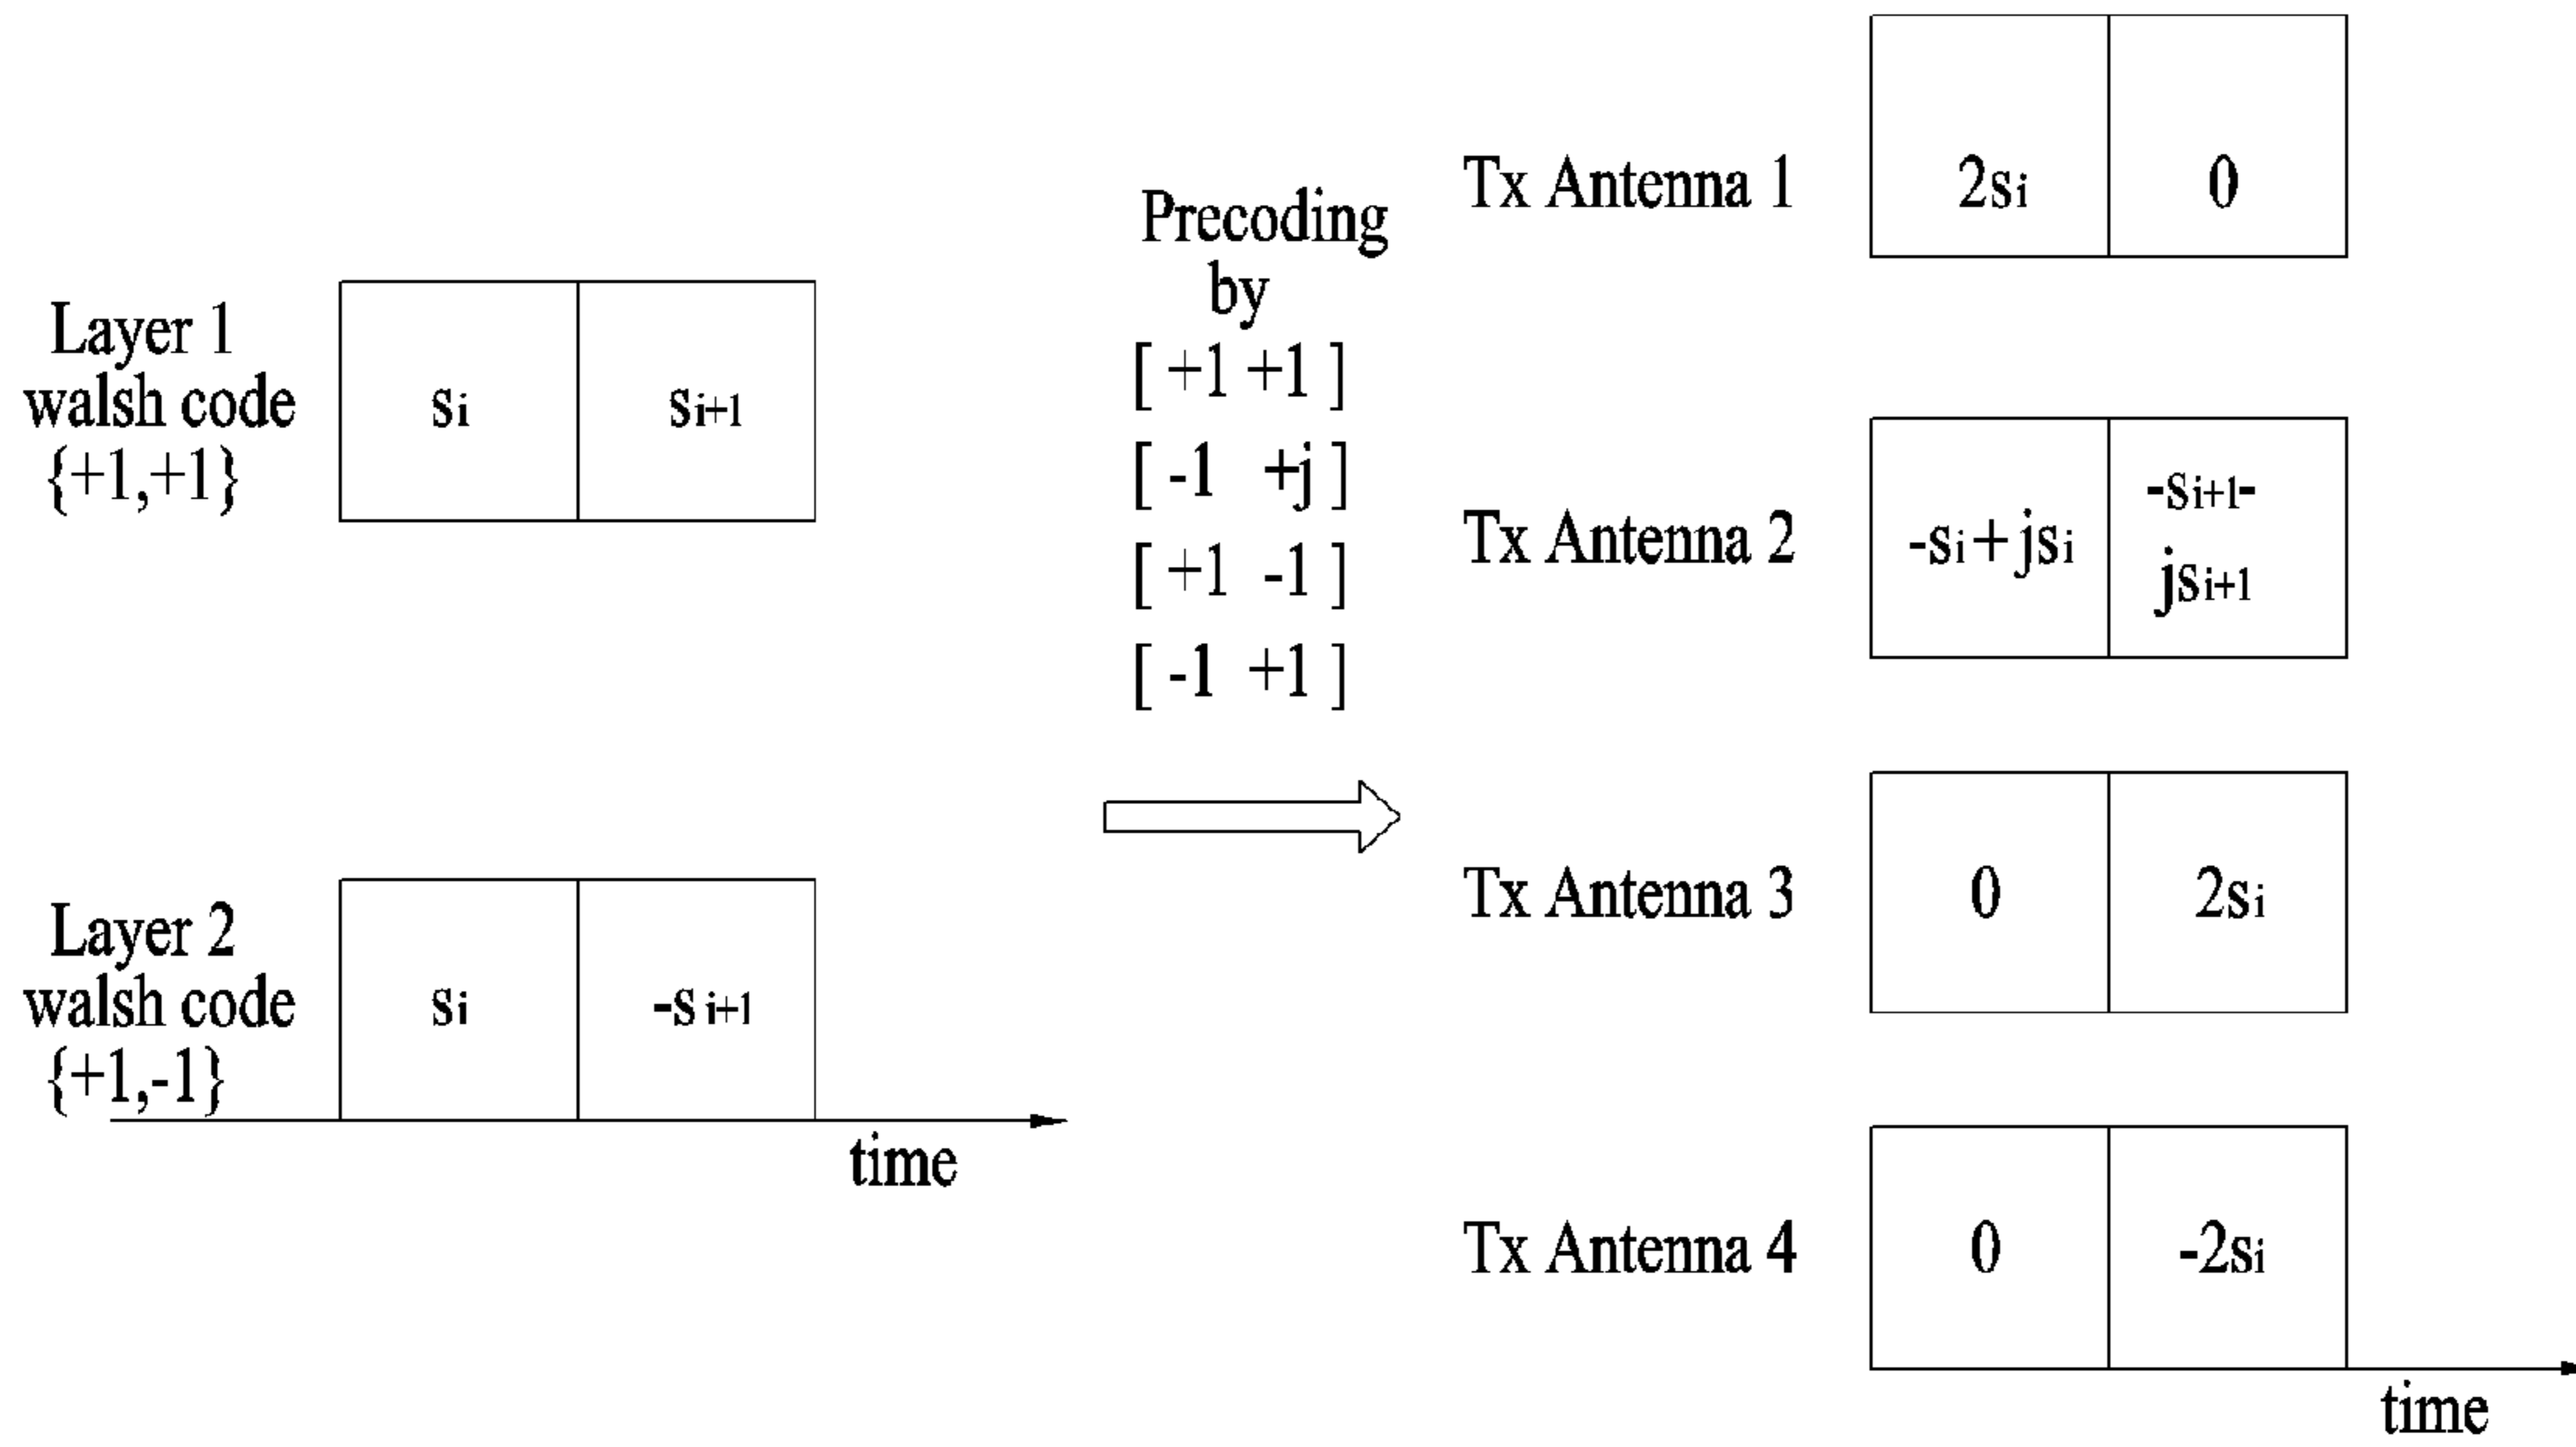 Layer 1
walsh code
{+1,+1}
si
si+1
Layer 2
walsh code
{+1,-1}
si
-si+1
time
Precoding
by
[ +1 +1 ]
[ -1 +j ]
[ +1 -1 ]
[ -1 +1 ]
Tx Antenna 1
2si
0
Tx Antenna 2
-si+jsi
-si+1-
jsi+1
Tx Antenna 3
0
2si
Tx Antenna 4
0
-2si
time